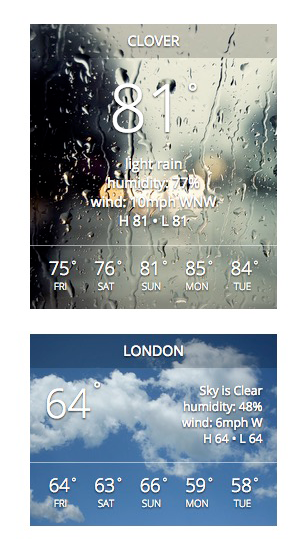 CLOVER
81°
light rain
humidity: 77%
wind: 10mph WNW
H 81 • L 81
75° 76° 81° 85° 84°
FRI SAT SUN MON TUE
LONDON
64°
Sky is Clear
humidity: 48%
wind: 6mph W
H 64 • L 64
64° 63° 66° 59° 58°
FRI SAT SUN MON TUE